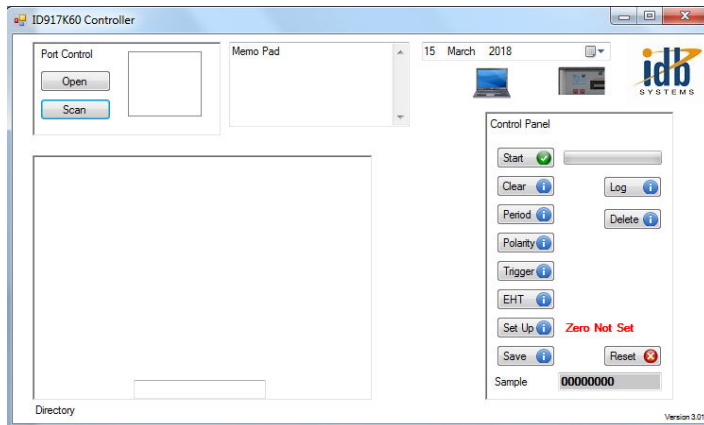 ID917K60 Controller
Port Control
Open
Scan
Memo Pad
15 March 2018
idb
SYSTEMS
Control Panel
Start
Clear
Log
Period
Delete
Polarity
Trigger
EHT
Set Up
Zero Not Set
Save
Reset
Sample
00000000
Directory
Version 3.01